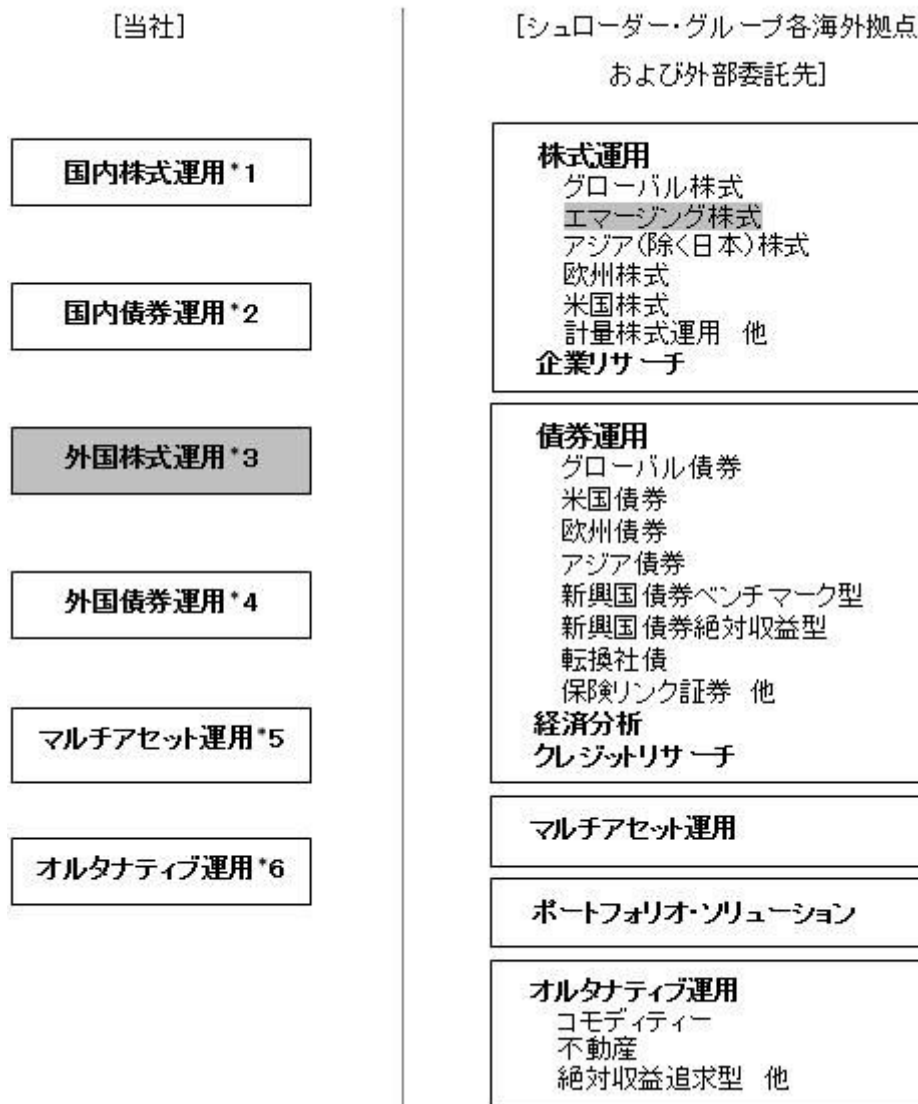 [当社]
国内株式運用*1
国内債券運用*2
外国株式運用*3
外国債券運用*4
マルチアセット運用*5
オルタナティブ運用*6
[シュローダー・グループ各海外拠点
および外部委託先]
株式運用
グローバル株式
エマージング株式
アジア(除く日本)株式
欧州株式
米国株式
計量株式運用 他
企業リサーチ
債券運用
グローバル債券
米国債券
欧州債券
アジア債券
新興国債券ベンチマーク型
新興国債券絶対収益型
転換社債
保険リンク証券 他
経済分析
クレジットリサーチ
マルチアセット運用
ポートフォリオ・ソリューション
オルタナティブ運用
コモディティー
不動産
絶対収益追求型 他